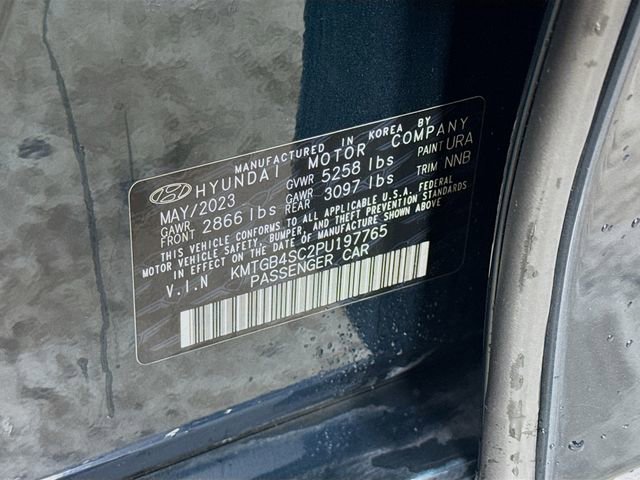 MANUFACTURED IN KOREA BY
HYUNDAI MOTOR COMPANY
MAY/2023 GVWR 5258 lbs PAINT URA
GAWR FRONT 2866 lbs GAWR REAR 3097 lbs TRIM NNB
THIS VEHICLE CONFORMS TO ALL APPLICABLE U.S.A. FEDERAL
MOTOR VEHICLE SAFETY, BUMPER, AND THEFT PREVENTION STANDARDS
IN EFFECT ON THE DATE OF MANUFACTURE SHOWN ABOVE
V.I.N KMTGB4SC2PU197765
PASSENGER CAR